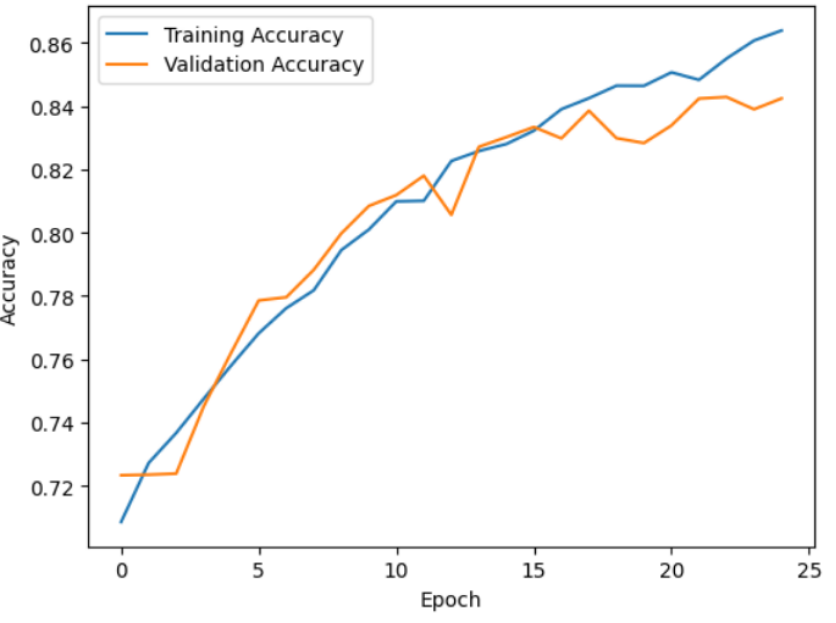 Training Accuracy
Validation Accuracy
0.86
0.84
0.82
0.80
0.78
0.76
0.74
0.72
Accuracy
0 5 10 15 20 25
Epoch